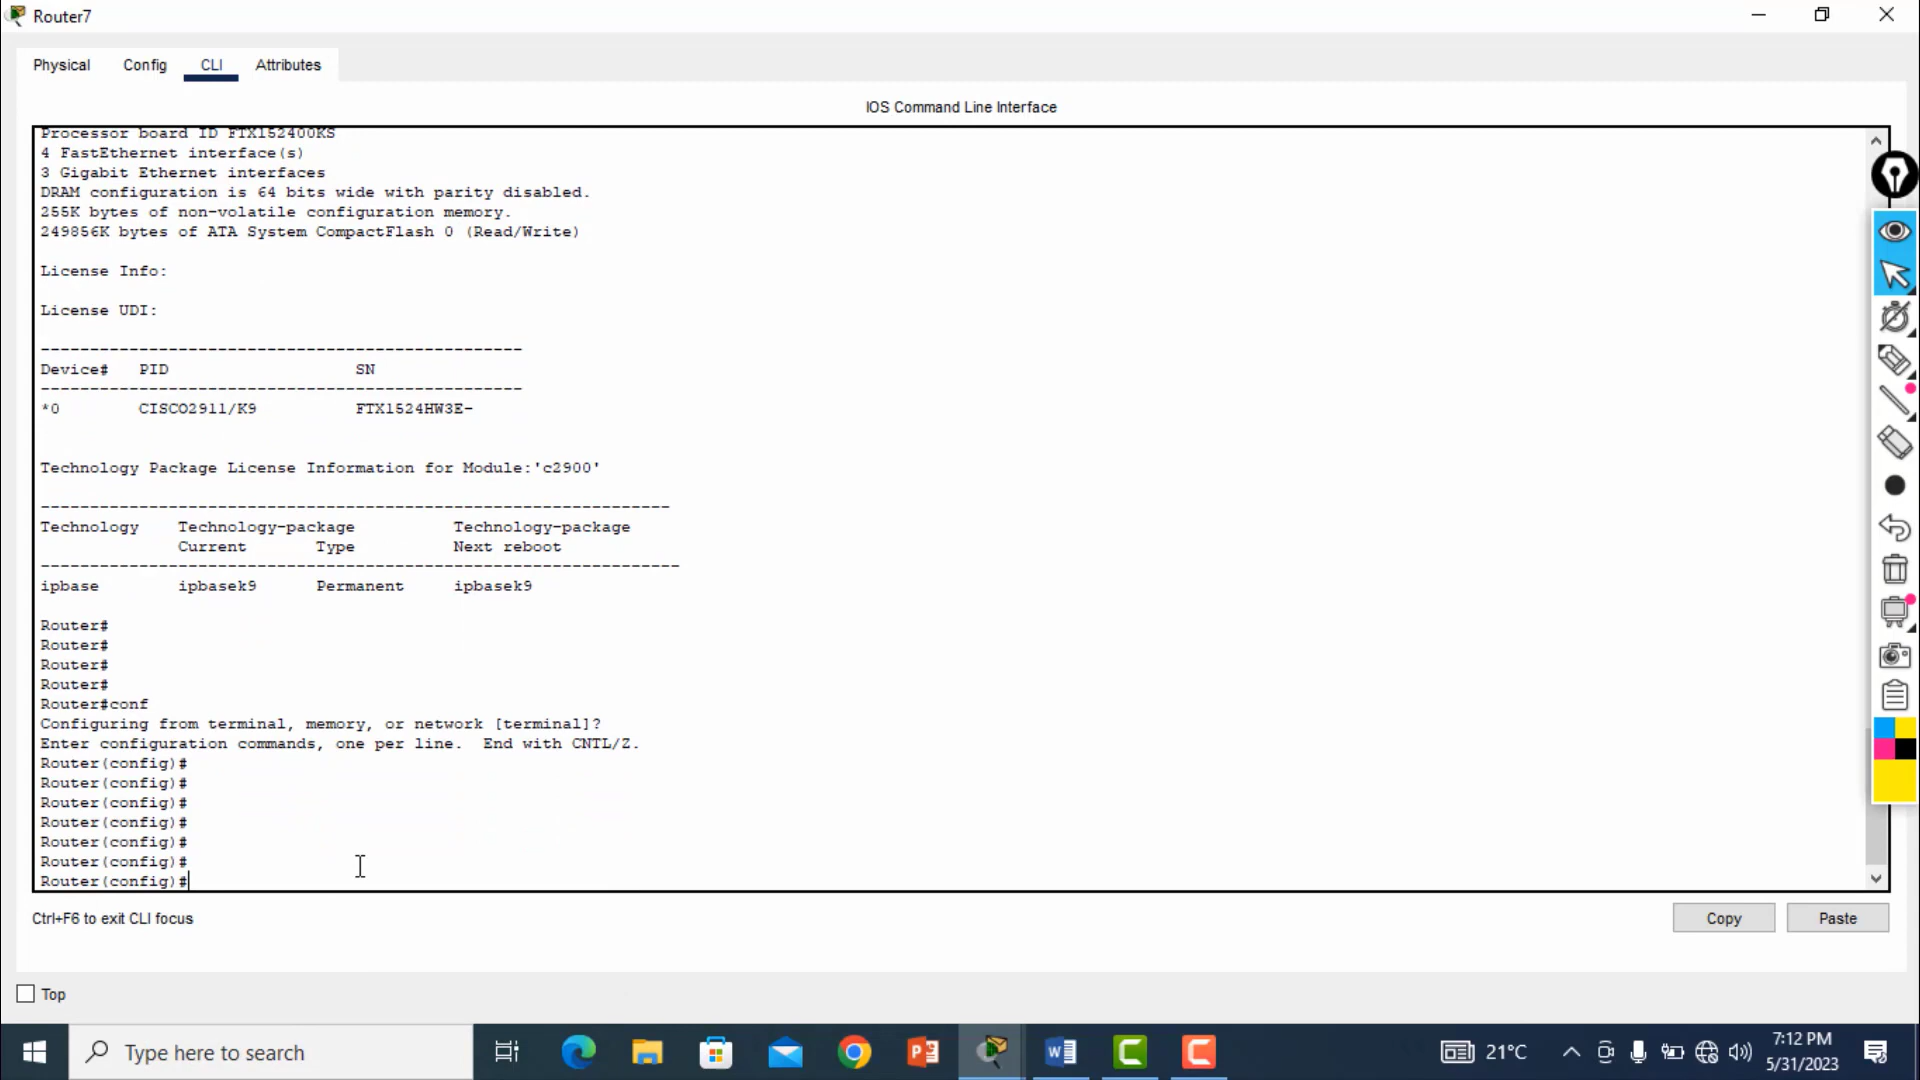 Router7
Physical Config CLI Attributes
IOS Command Line Interface
Processor board ID FTX152400KS
4 FastEthernet interface(s)
3 Gigabit Ethernet interfaces
DRAM configuration is 64 bits wide with parity disabled.
255K bytes of non-volatile configuration memory.
249856K bytes of ATA System CompactFlash 0 (Read/Write)
License Info:
License UDI:
-------------------------------------------------
Device# PID SN
-------------------------------------------------
*0 CISCO2911/K9 FTX1524HW3E-
Technology Package License Information for Module:'c2900'
----------------------------------------------------------------
Technology Technology-package Technology-package
Current Type Next reboot
-----------------------------------------------------------------
ipbase ipbasek9 Permanent ipbasek9
Router#
Router#
Router#
Router#
Router#conf
Configuring from terminal, memory, or network [terminal]?
Enter configuration commands, one per line. End with CNTL/Z.
Router(config)#
Router(config)#
Router(config)#
Router(config)#
Router(config)#
Router(config)#
Router(config)#
Ctrl+F6 to exit CLI focus
Copy Paste
Top
Type here to search
21°C
7:12 PM
5/31/2023